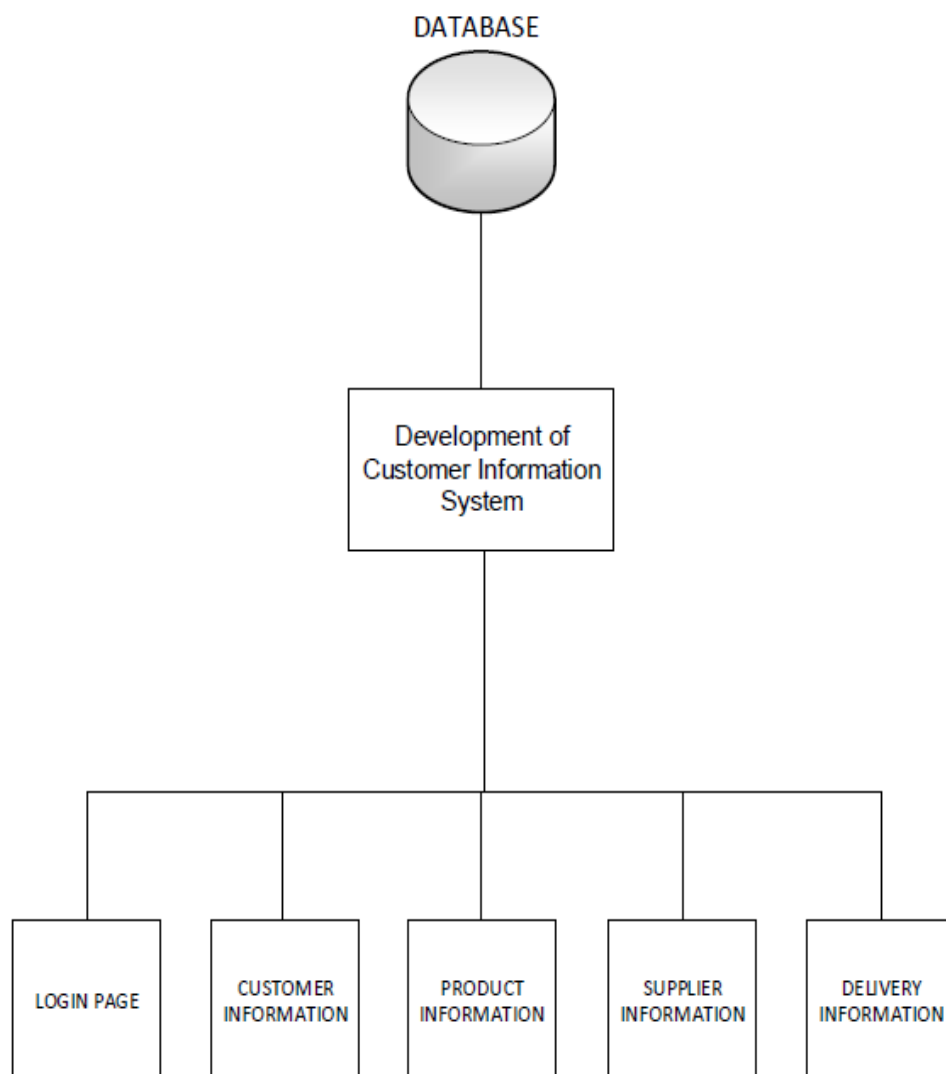 DATABASE
Development of
Customer Information
System
LOGIN PAGE
CUSTOMER
INFORMATION
PRODUCT
INFORMATION
SUPPLIER
INFORMATION
DELIVERY
INFORMATION